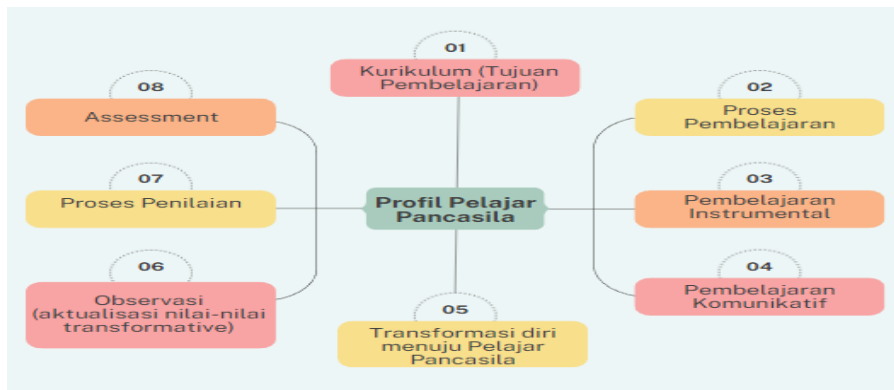 01
Kurikulum (Tujuan
Pembelajaran)
02
Proses
Pembelajaran
03
Pembelajaran
Instrumental
04
Pembelajaran
Komunikatif
05
Transformasi diri
menuju Pelajar
Pancasila
06
Observasi
(aktualisasi nilai-nilai
transformative)
07
Proses Penilaian
08
Assessment
Profil Pelajar
Pancasila